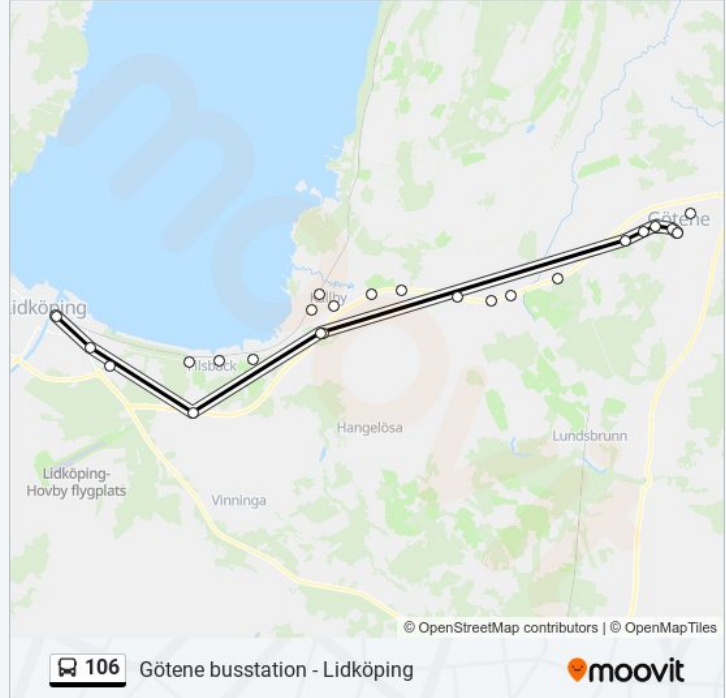 Götene
Källby
Lidköping
Filsbäck
Hangelösa
Lundsbrunn
Lidköping-
Hovby flygplats
Vinninga
© OpenStreetMap contributors | © OpenMapTiles
106 Götene busstation - Lidköping
moovit